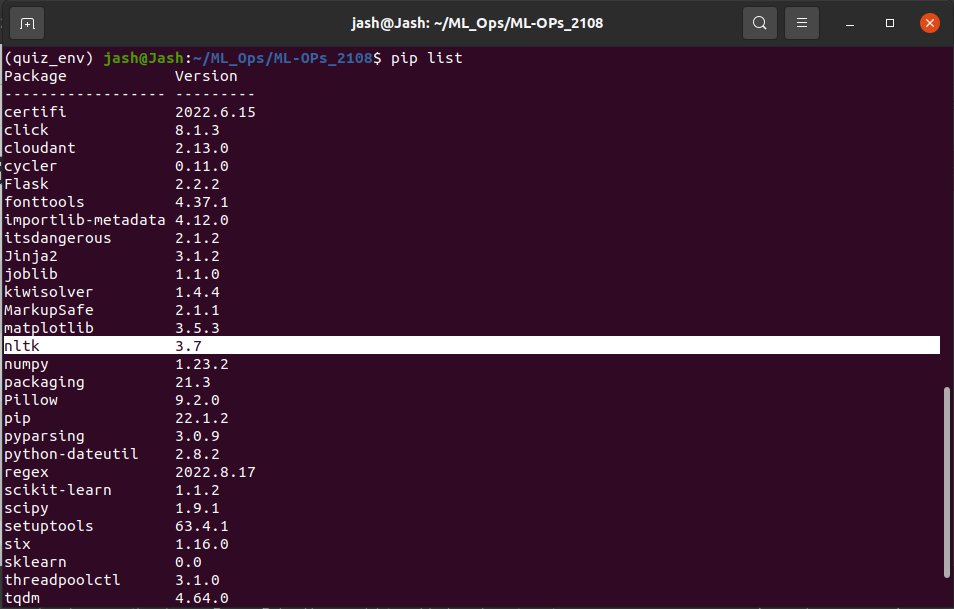 jash@Jash: ~/ML_Ops/ML-OPs_2108
(quiz_env) jash@Jash:~/ML_Ops/ML-OPs_2108$ pip list
Package            Version
------------------ ---------
certifi            2022.6.15
click              8.1.3
cloudant           2.13.0
cycler             0.11.0
Flask              2.2.2
fonttools          4.37.1
importlib-metadata 4.12.0
itsdangerous       2.1.2
Jinja2             3.1.2
joblib             1.1.0
kiwisolver         1.4.4
MarkupSafe         2.1.1
matplotlib         3.5.3
nltk               3.7
numpy              1.23.2
packaging          21.3
Pillow             9.2.0
pip                22.1.2
pyparsing          3.0.9
python-dateutil    2.8.2
regex              2022.8.17
scikit-learn       1.1.2
scipy              1.9.1
setuptools         63.4.1
six                1.16.0
sklearn            0.0
threadpoolctl      3.1.0
tqdm               4.64.0